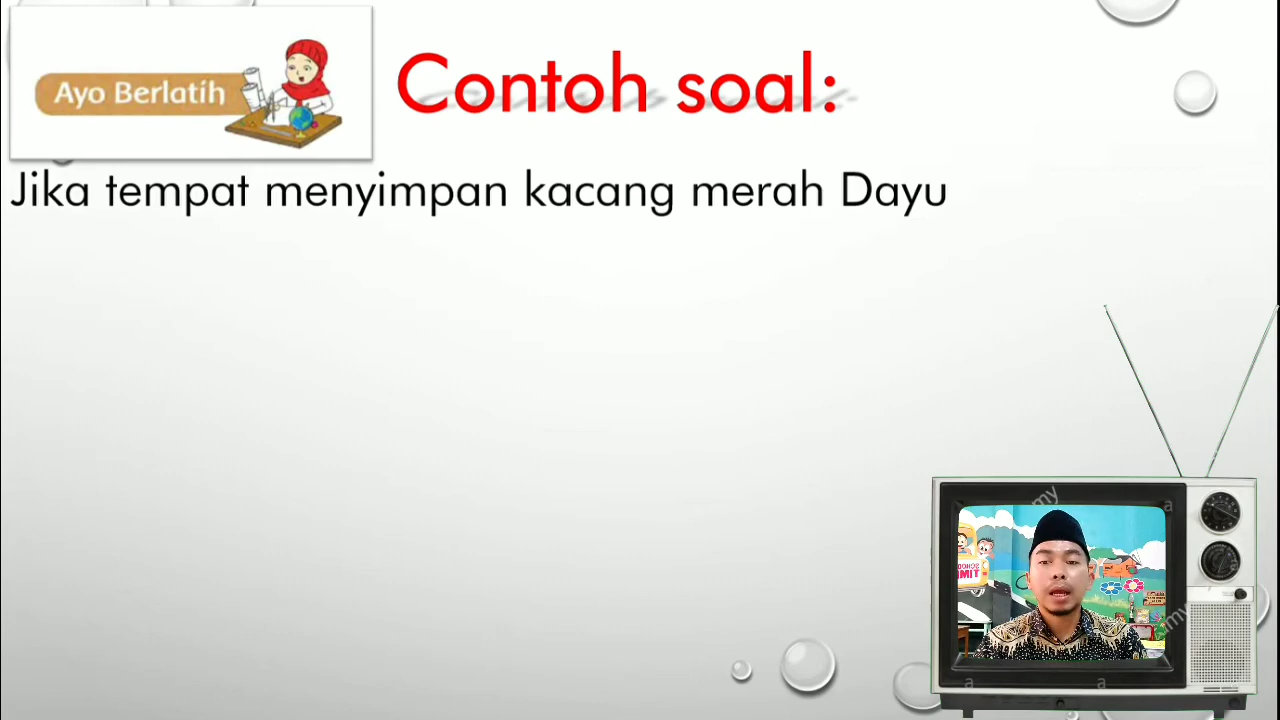 Ayo Berlatih
Contoh soal:
Jika tempat menyimpan kacang merah Dayu